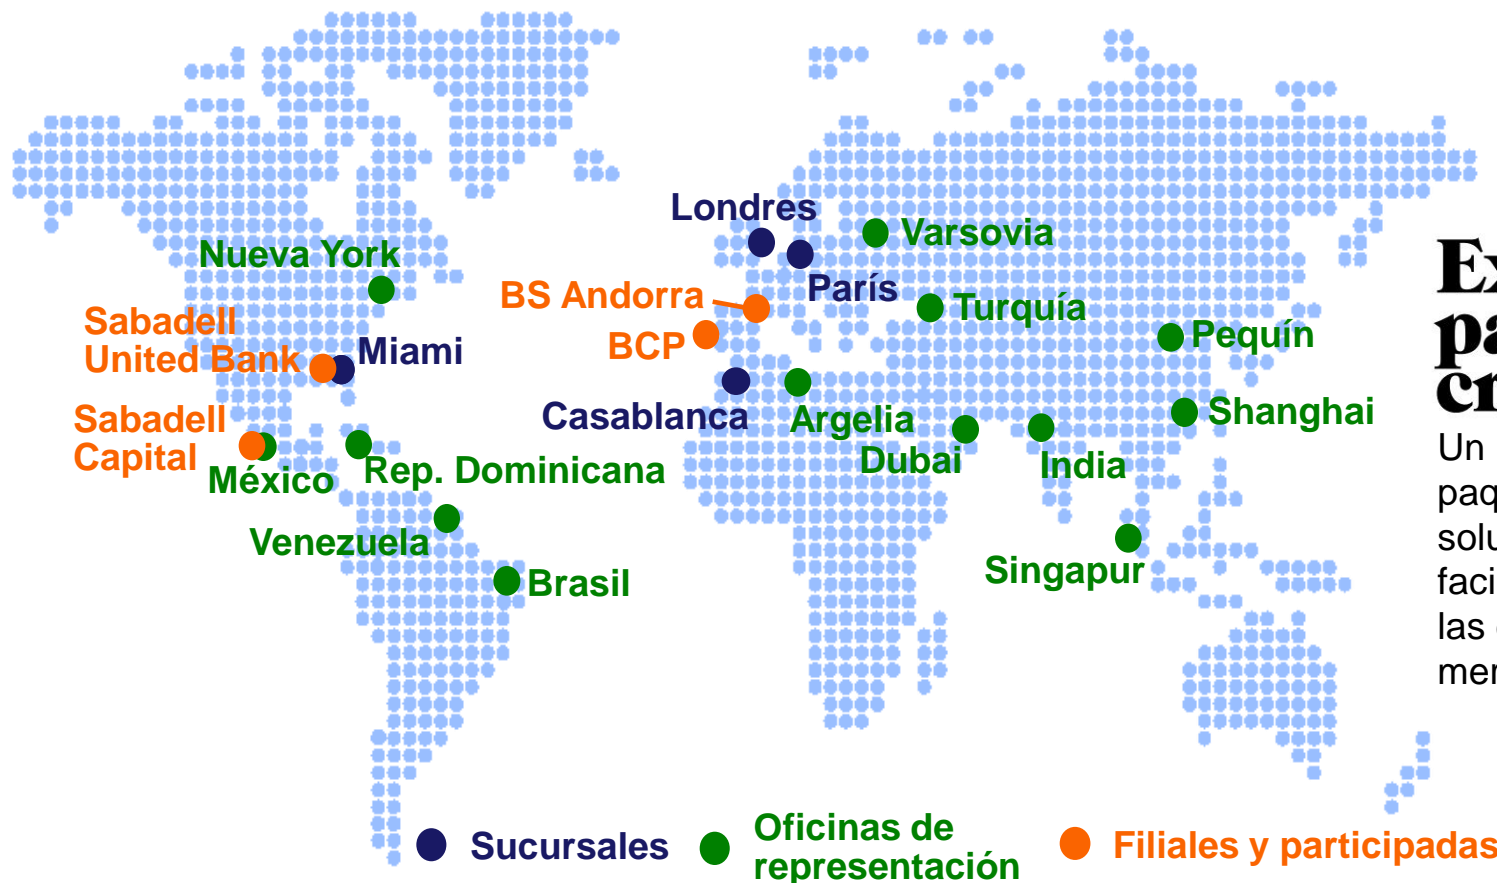 Londres
Varsovia
Nueva York
París
BS Andorra
Turquía
Sabadell
United Bank
Miami
BCP
Pequín
Casablanca
Argelia
Shanghai
Sabadell
Capital
México
Rep. Dominicana
Dubai
India
Venezuela
Singapur
Brasil
Un
las
Sucursales
Oficinas de
representación
Filiales y participadas